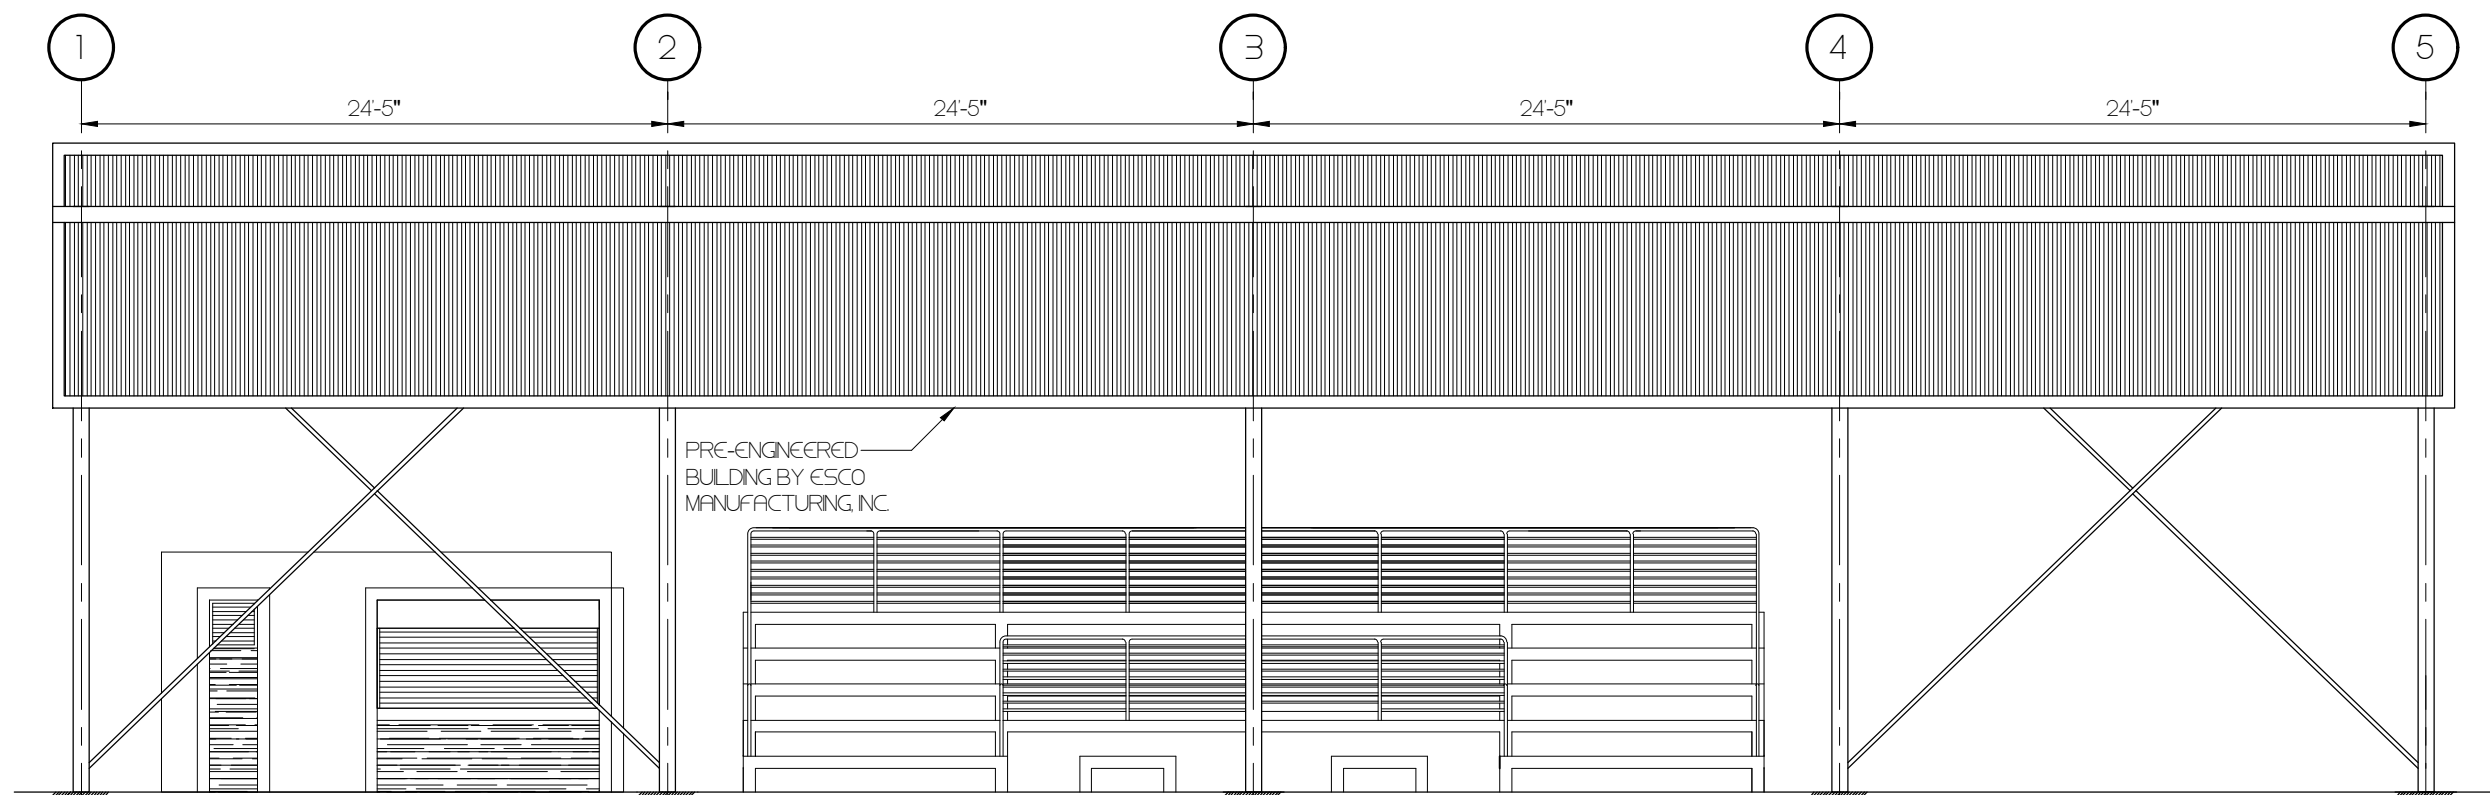 1 2 3 4 5
24'-5" 24'-5" 24'-5" 24'-5"
PRE-ENGINEERED
BUILDING BY ESCO
MANUFACTURING, INC.